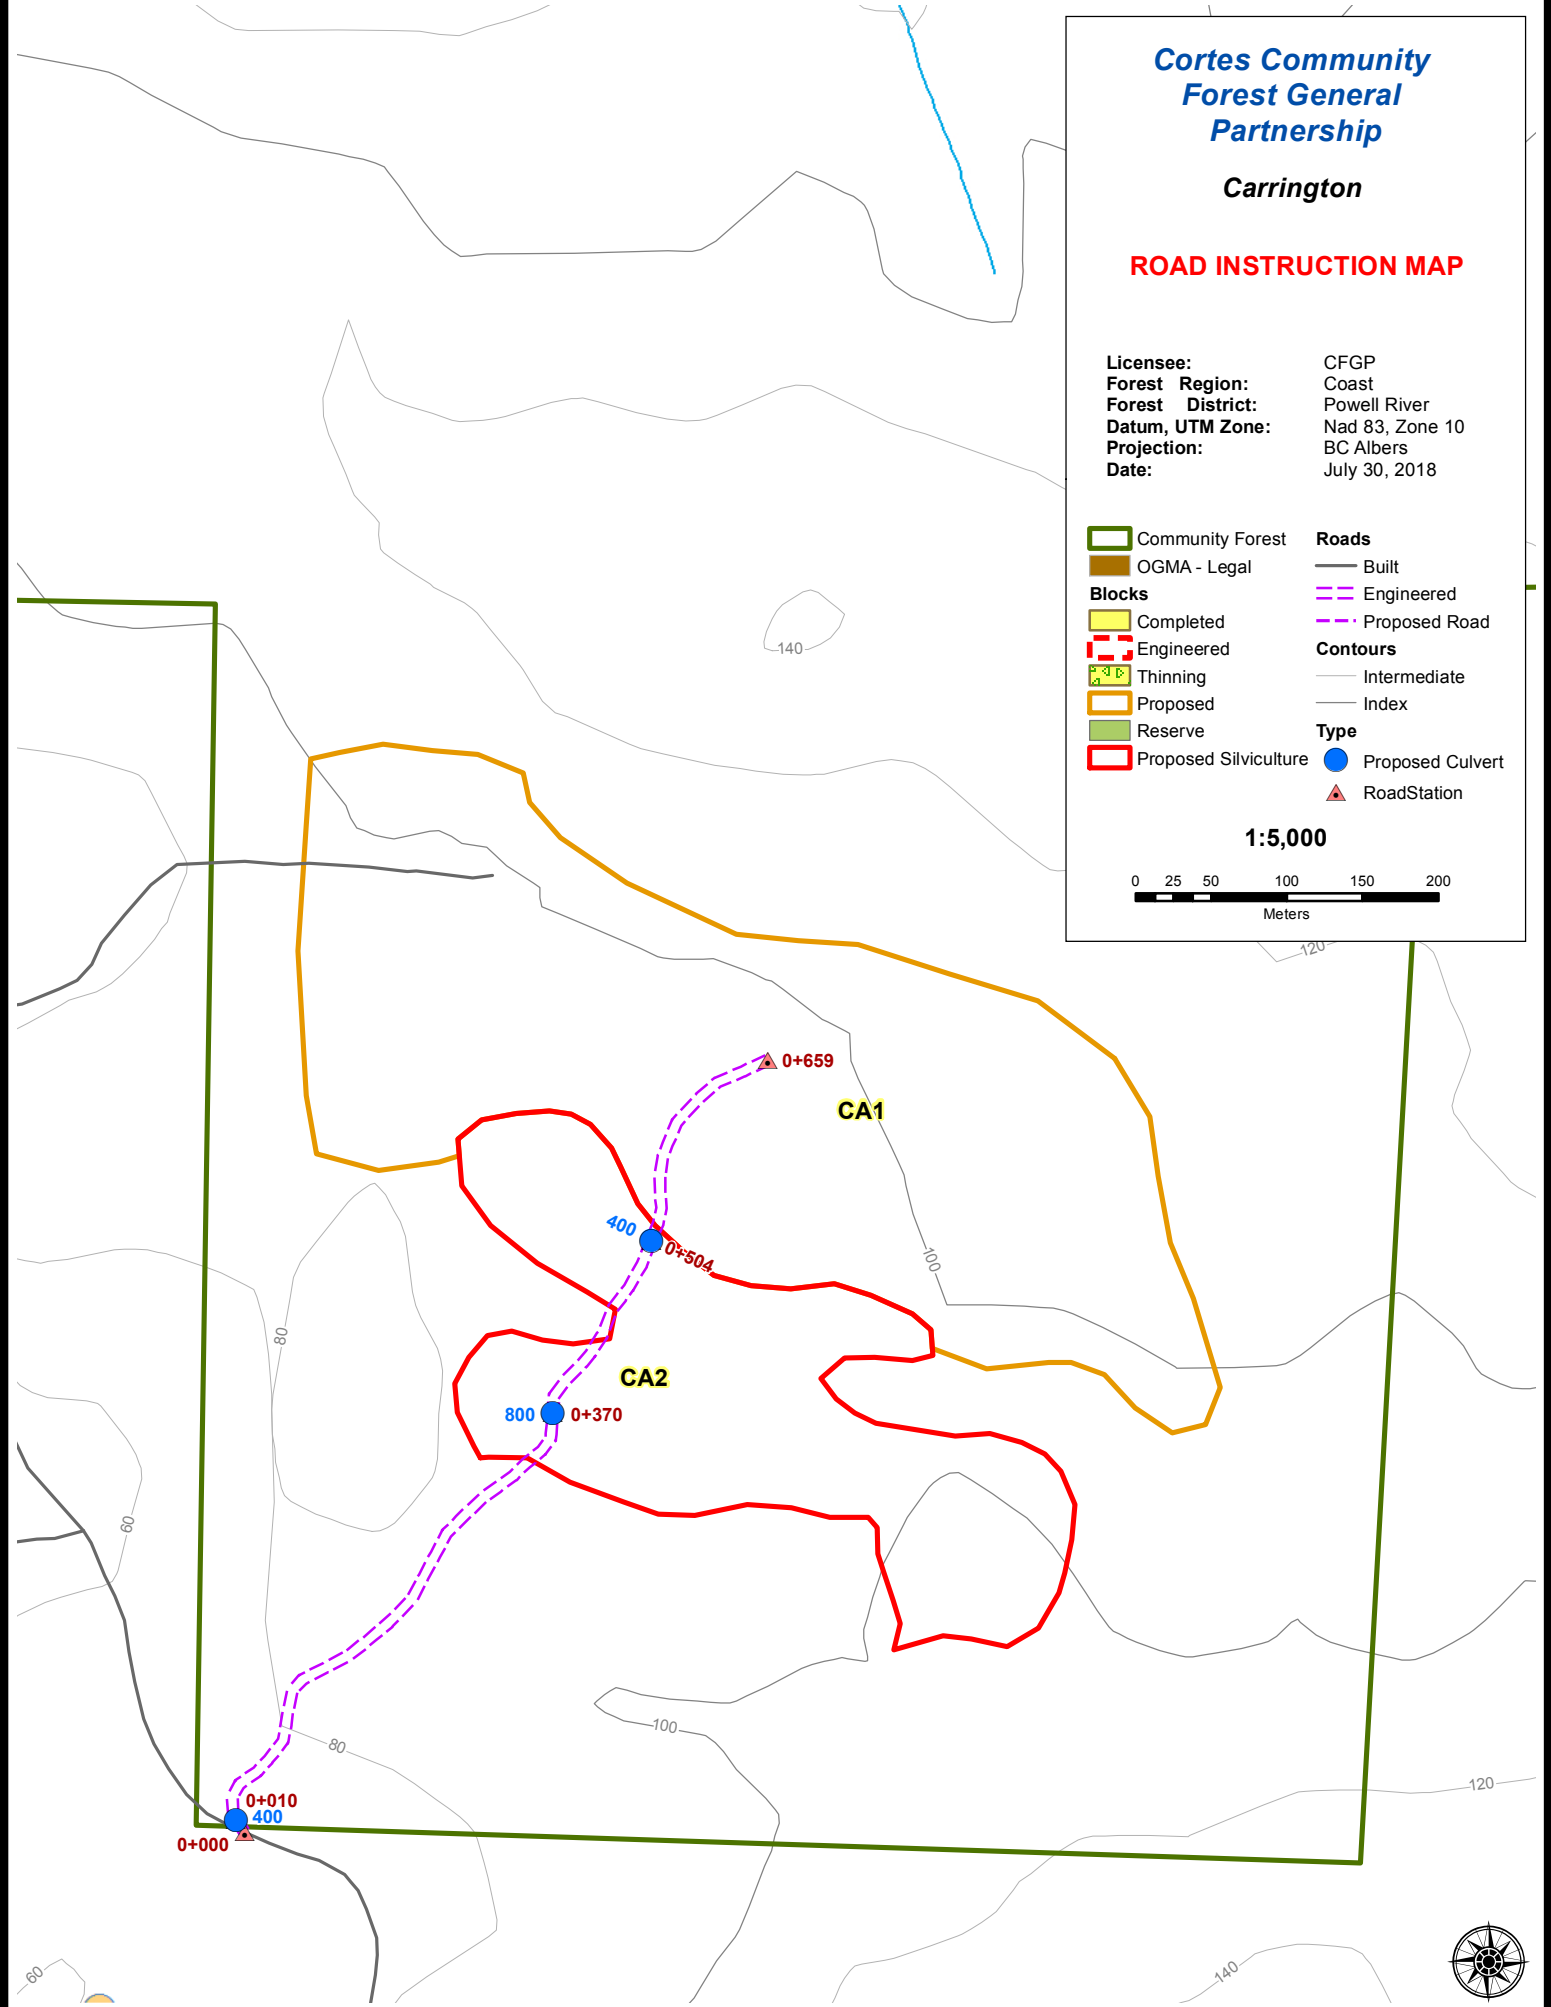 Cortes Community
Forest General
Partnership
Carrington
ROAD INSTRUCTION MAP
Licensee: CFGP
Forest Region: Coast
Forest District: Powell River
Datum, UTM Zone: Nad 83, Zone 10
Projection: BC Albers
Date: July 30, 2018
Community Forest
OGMA - Legal
Blocks
Completed
Engineered
Thinning
Proposed
Reserve
Proposed Silviculture
Roads
Built
Engineered
Proposed Road
Contours
Intermediate
Index
Type
Proposed Culvert
RoadStation
1:5,000
0 25 50 100 150 200
Meters
140
120
0+659
CA1
400
0+504
100
80
CA2
800
0+370
60
100
80
120
0+010
400
0+000
60
140